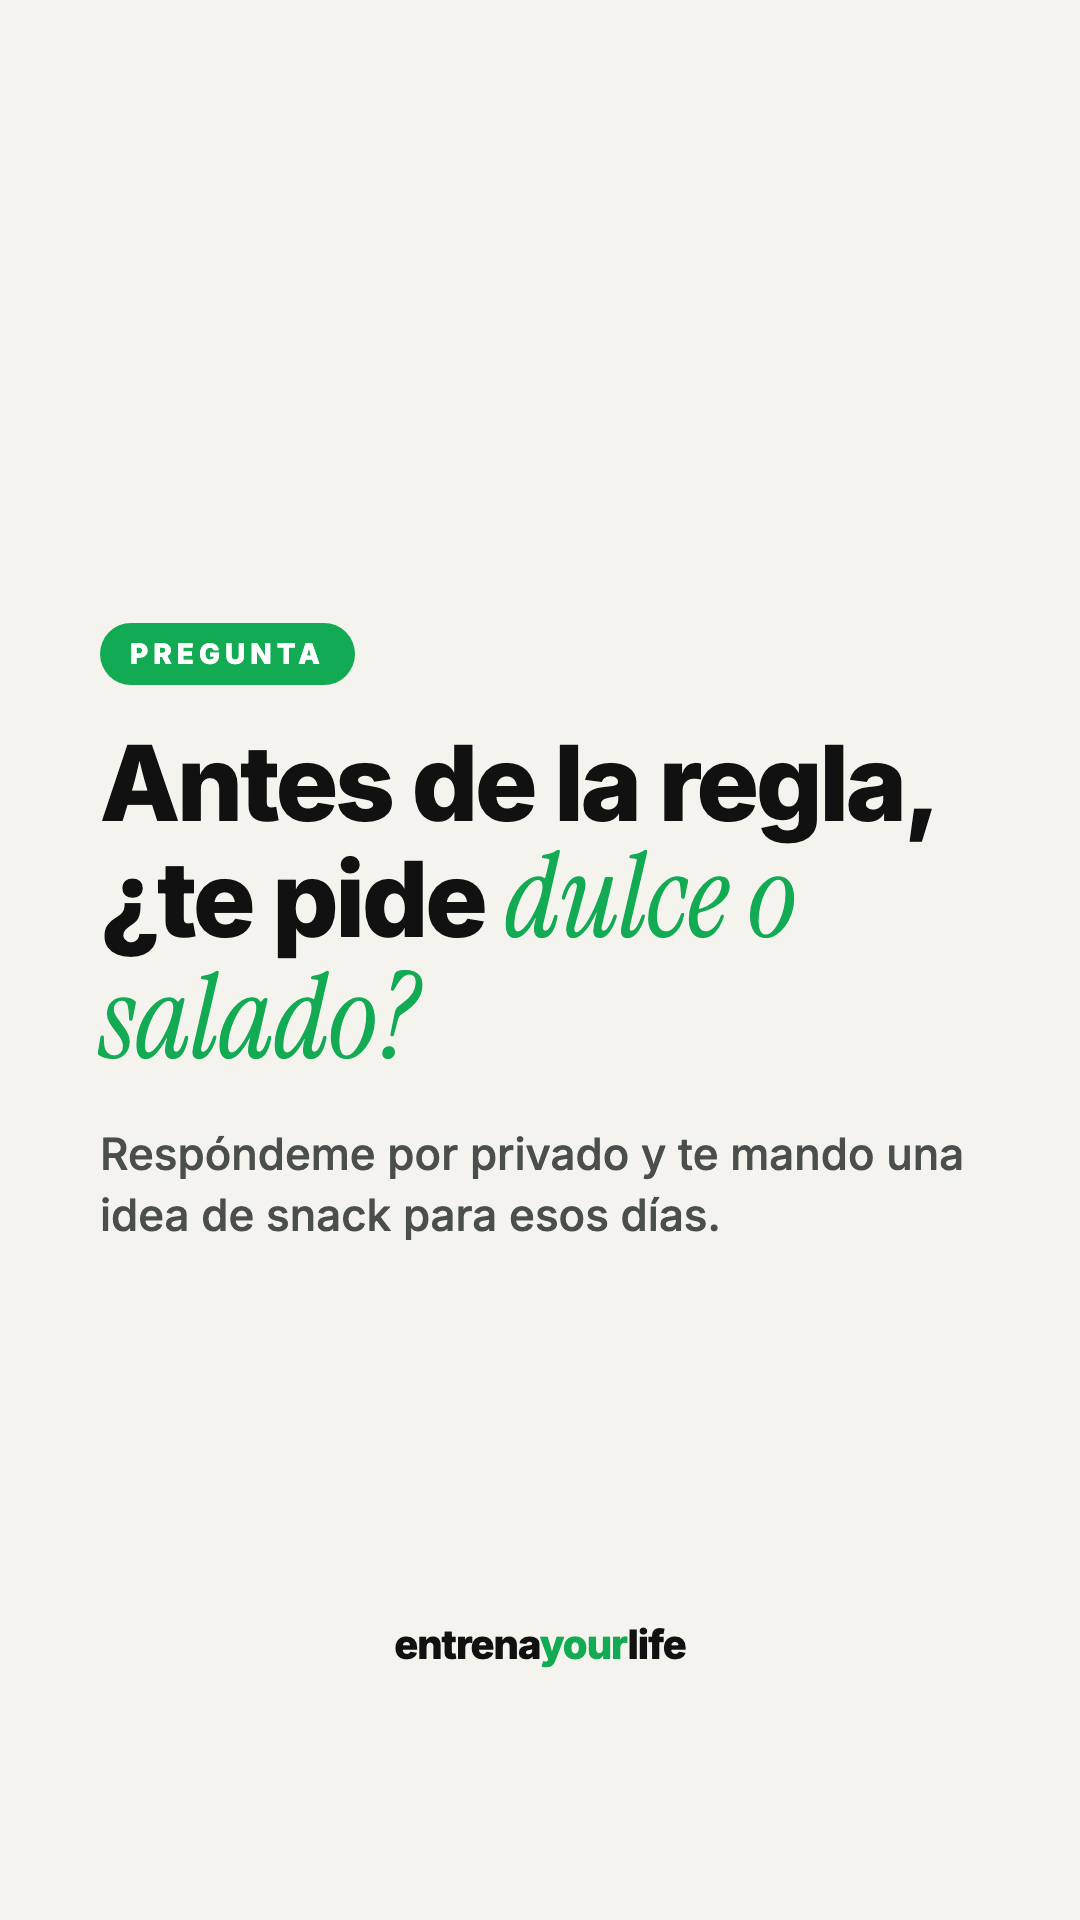 PREGUNTA
Antes de la regla,
¿te pide dulce o
salado?
Respóndeme por privado y te mando una
idea de snack para esos días.
entrenayourlife